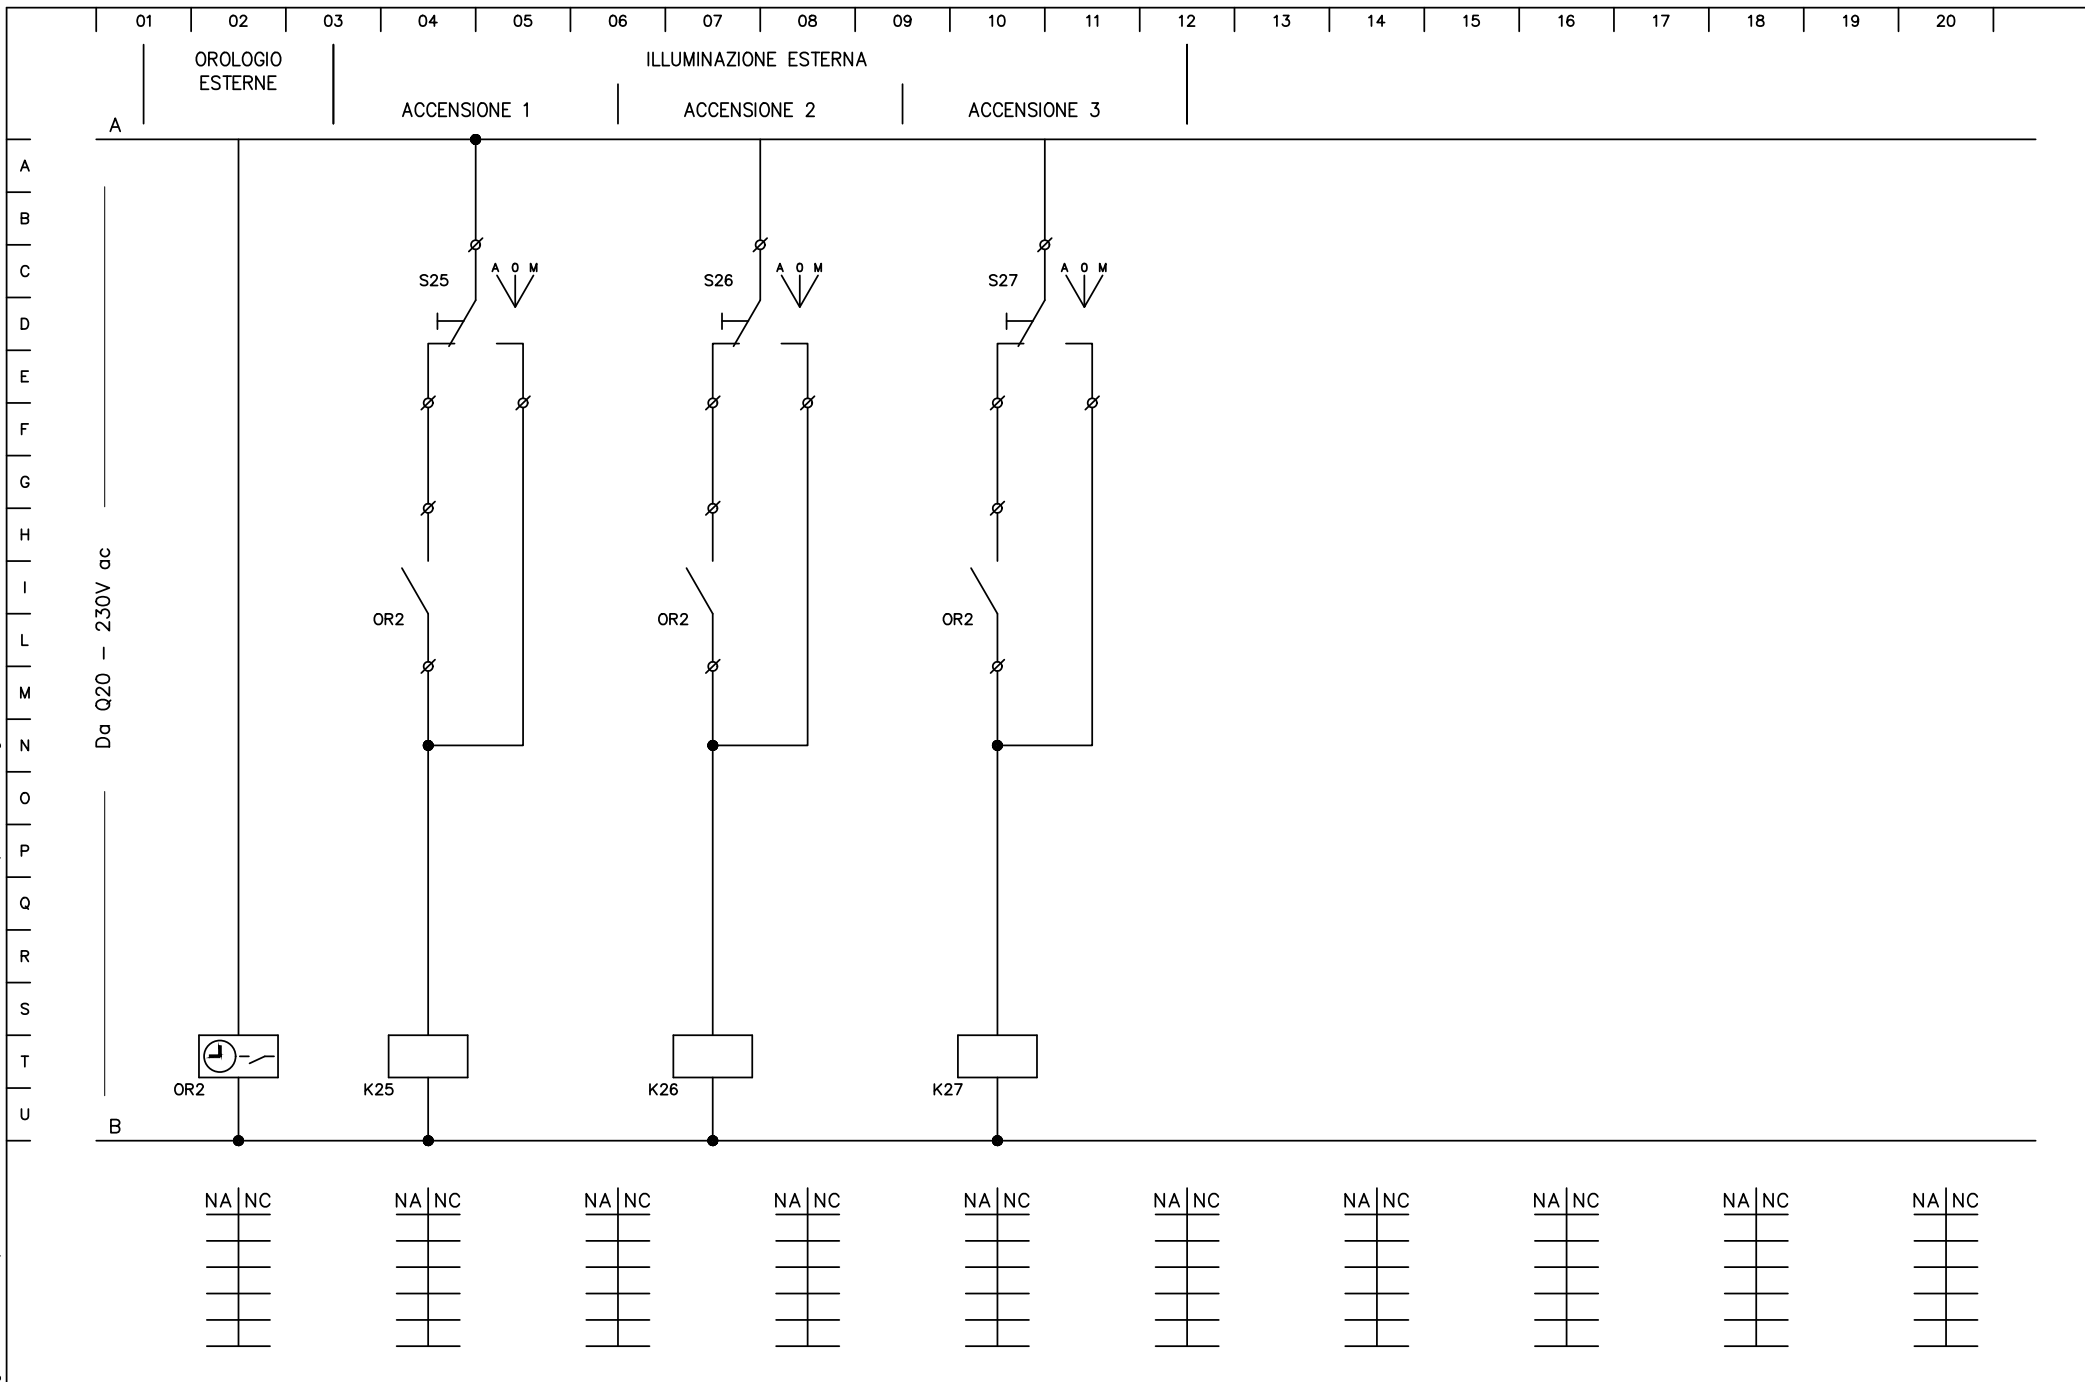 01 02 03 04 05 06 07 08 09 10 11 12 13 14 15 16 17 18 19 20
OROLOGIO
ESTERNE
ILLUMINAZIONE ESTERNA
ACCENSIONE 1
ACCENSIONE 2
ACCENSIONE 3
A
A
B
C
D
E
F
G
H
I
L
M
N
O
P
Q
R
S
T
U
Da Q20 - 230V ac
S25
A O M
S26
A O M
S27
A O M
OR2
OR2
OR2
OR2
K25
K26
K27
B
NA NC
NA NC
NA NC
NA NC
NA NC
NA NC
NA NC
NA NC
NA NC
NA NC